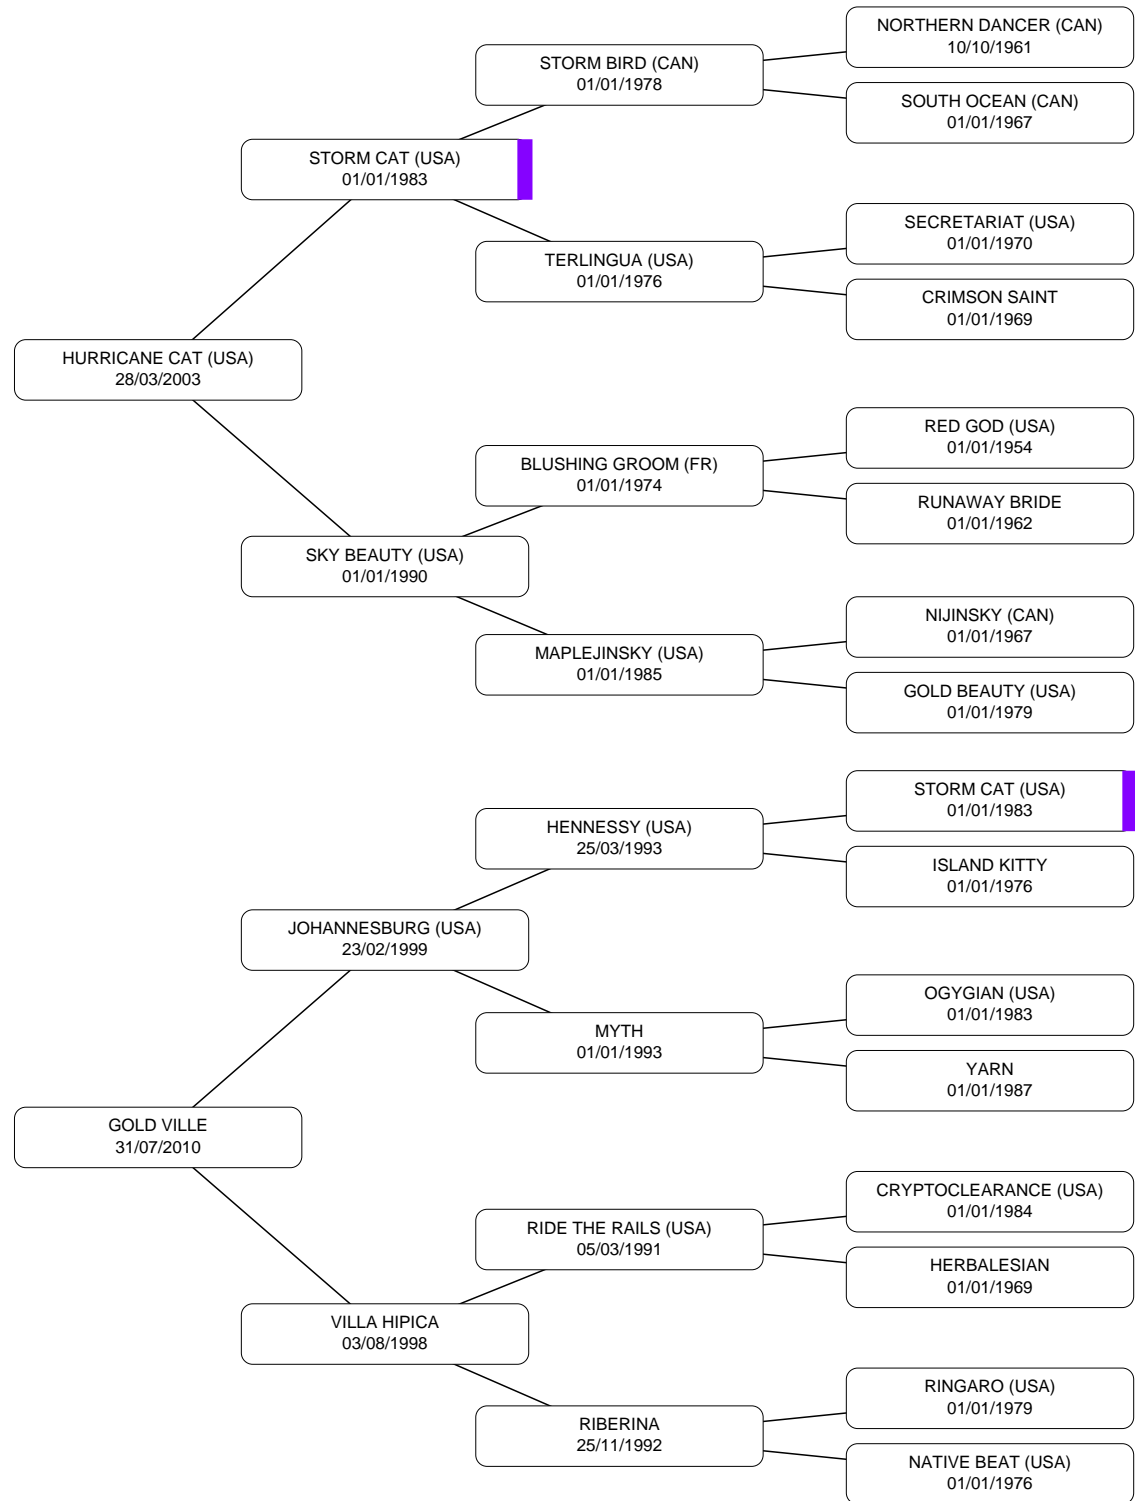 NORTHERN DANCER (CAN)
10/10/1961
STORM BIRD (CAN)
01/01/1978
SOUTH OCEAN (CAN)
01/01/1967
STORM CAT (USA)
01/01/1983
SECRETARIAT (USA)
01/01/1970
TERLINGUA (USA)
01/01/1976
CRIMSON SAINT
01/01/1969
HURRICANE CAT (USA)
28/03/2003
RED GOD (USA)
01/01/1954
BLUSHING GROOM (FR)
01/01/1974
RUNAWAY BRIDE
01/01/1962
SKY BEAUTY (USA)
01/01/1990
NIJINSKY (CAN)
01/01/1967
MAPLEJINSKY (USA)
01/01/1985
GOLD BEAUTY (USA)
01/01/1979
STORM CAT (USA)
01/01/1983
HENNESSY (USA)
25/03/1993
ISLAND KITTY
01/01/1976
JOHANNESBURG (USA)
23/02/1999
OGYGIAN (USA)
01/01/1983
MYTH
01/01/1993
YARN
01/01/1987
GOLD VILLE
31/07/2010
CRYPTOCLEARANCE (USA)
01/01/1984
RIDE THE RAILS (USA)
05/03/1991
HERBALESIAN
01/01/1969
VILLA HIPICA
03/08/1998
RINGARO (USA)
01/01/1979
RIBERINA
25/11/1992
NATIVE BEAT (USA)
01/01/1976